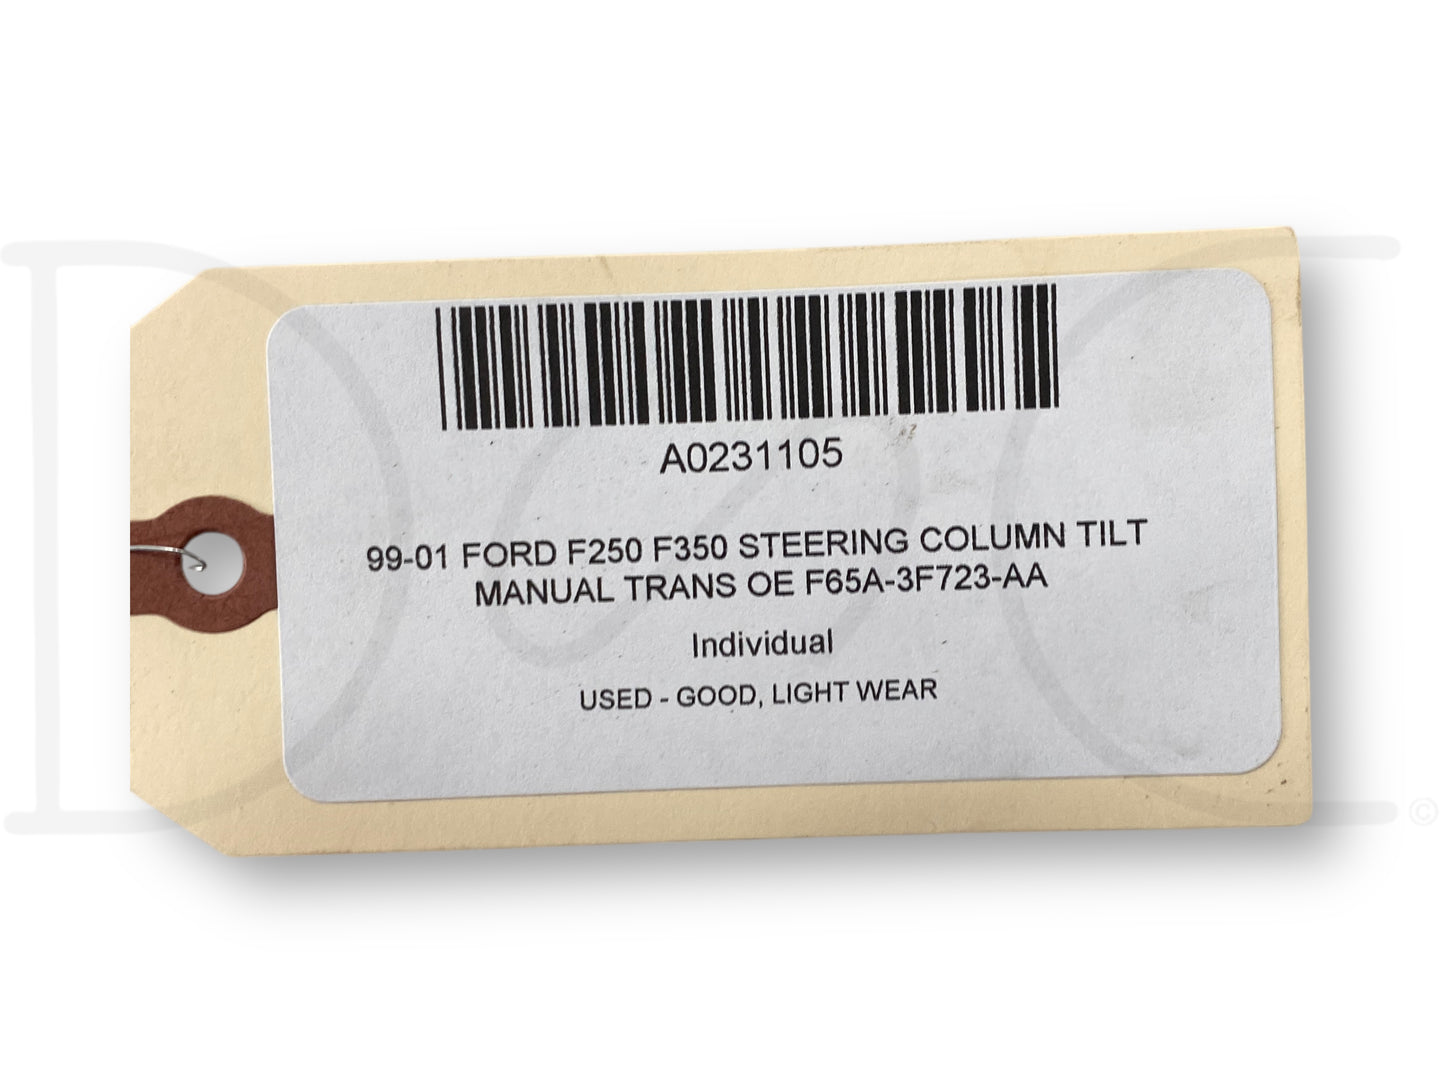 A0231105
99-01 FORD F250 F350 STEERING COLUMN TILT
MANUAL TRANS OE F65A-3F723-AA
Individual
USED - GOOD, LIGHT WEAR
D & C
©